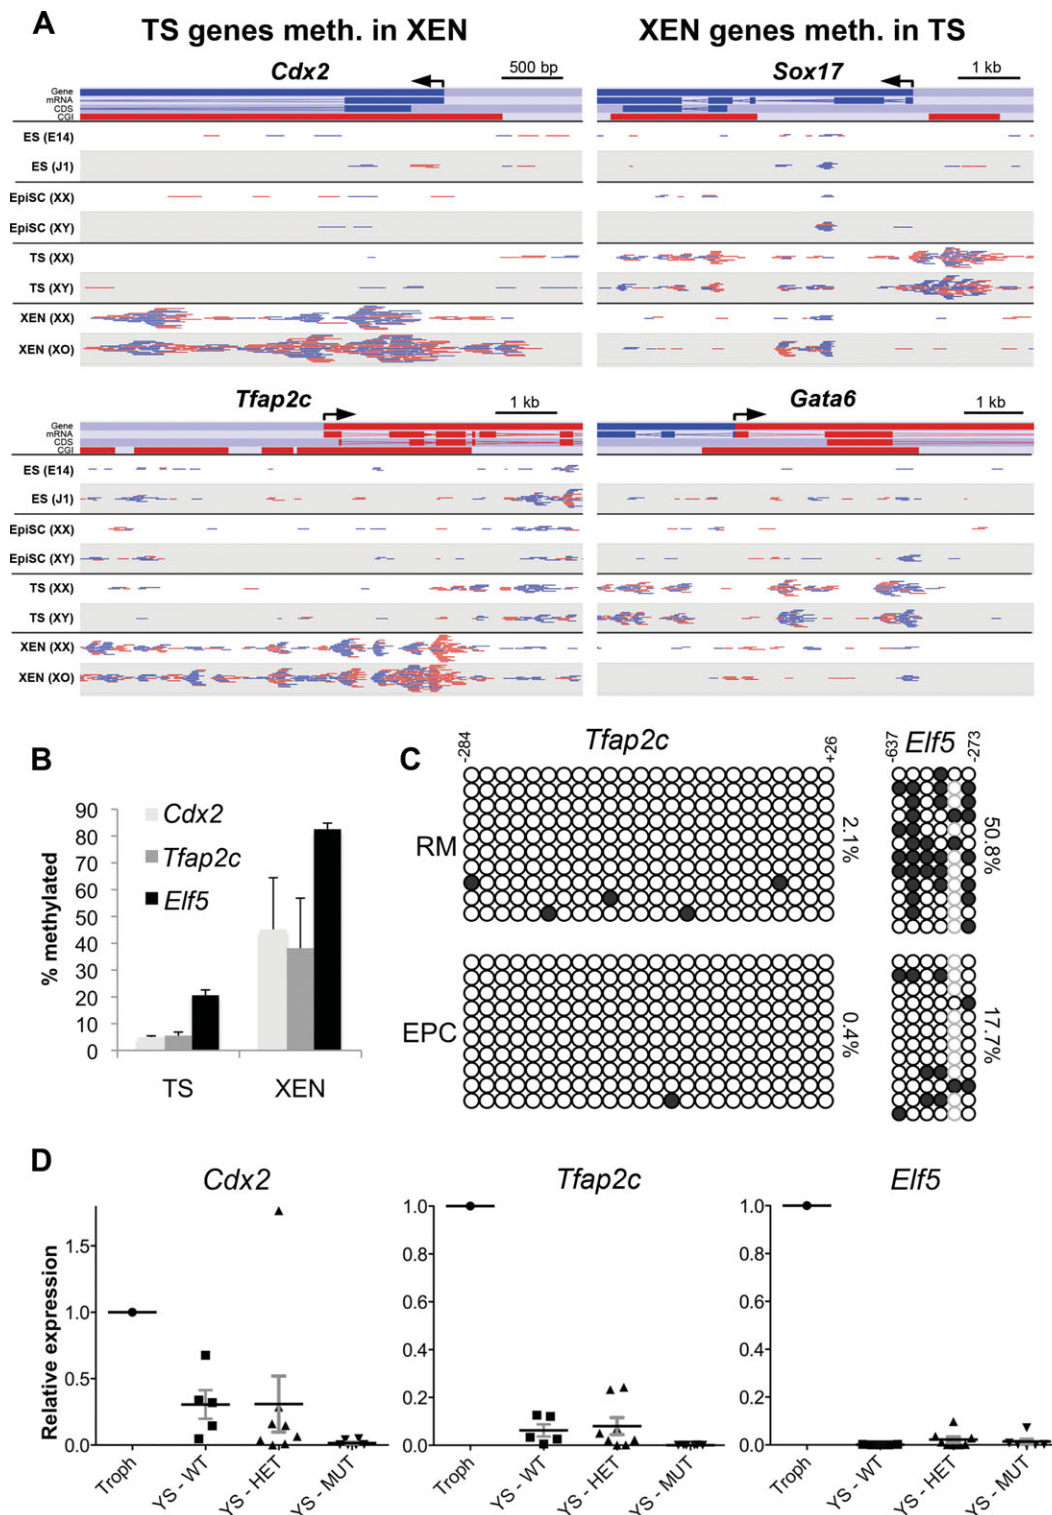 A
TS genes meth. in XEN
XEN genes meth. in TS
Cdx2
500 bp
Sox17
1 kb
Gene
mRNA
CDS
CGI
ES (E14)
ES (J1)
EpiSC (XX)
EpiSC (XY)
TS (XX)
TS (XY)
XEN (XX)
XEN (XO)
Tfap2c
1 kb
Gata6
1 kb
Gene
mRNA
CDS
CGI
ES (E14)
ES (J1)
EpiSC (XX)
EpiSC (XY)
TS (XX)
TS (XY)
XEN (XX)
XEN (XO)
B
% methylated
90
80
70
60
50
40
30
20
10
0
Cdx2
Tfap2c
Elf5
TS
XEN
C
-284
Tfap2c
+26
-637
Elf5
-273
RM
2.1%
50.8%
EPC
0.4%
17.7%
D
Cdx2
Tfap2c
Elf5
Relative expression
1.5
1.0
0.5
0.0
Troph
YS - WT
YS - HET
YS - MUT
1.0
0.8
0.6
0.4
0.2
0.0
Troph
YS - WT
YS - HET
YS - MUT
1.0
0.8
0.6
0.4
0.2
0.0
Troph
YS - WT
YS - HET
YS - MUT